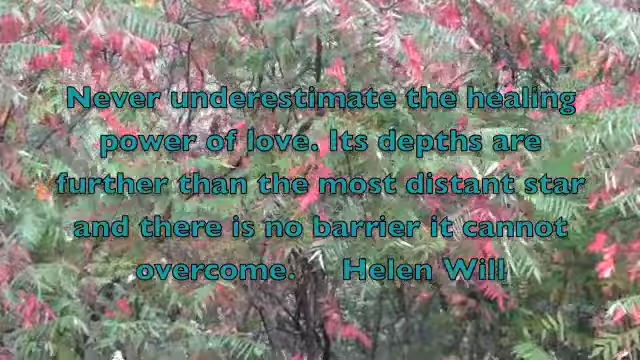 Never underestimate the healing
power of love. Its depths are
further than the most distant star
and there is no barrier it cannot
overcome. Helen Will